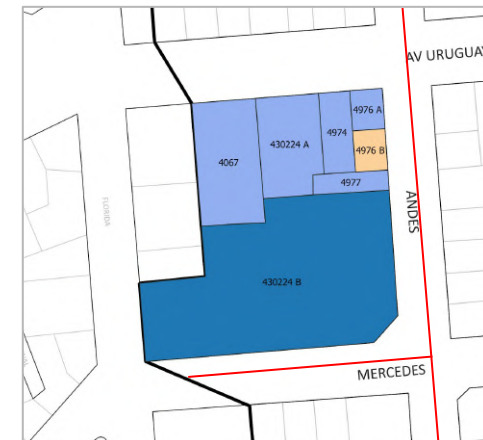 AV URUGUAY
4976 A
4974
430224 A
4976 B
4067
4977
ANDES
FLORIDA
430224 B
MERCEDES